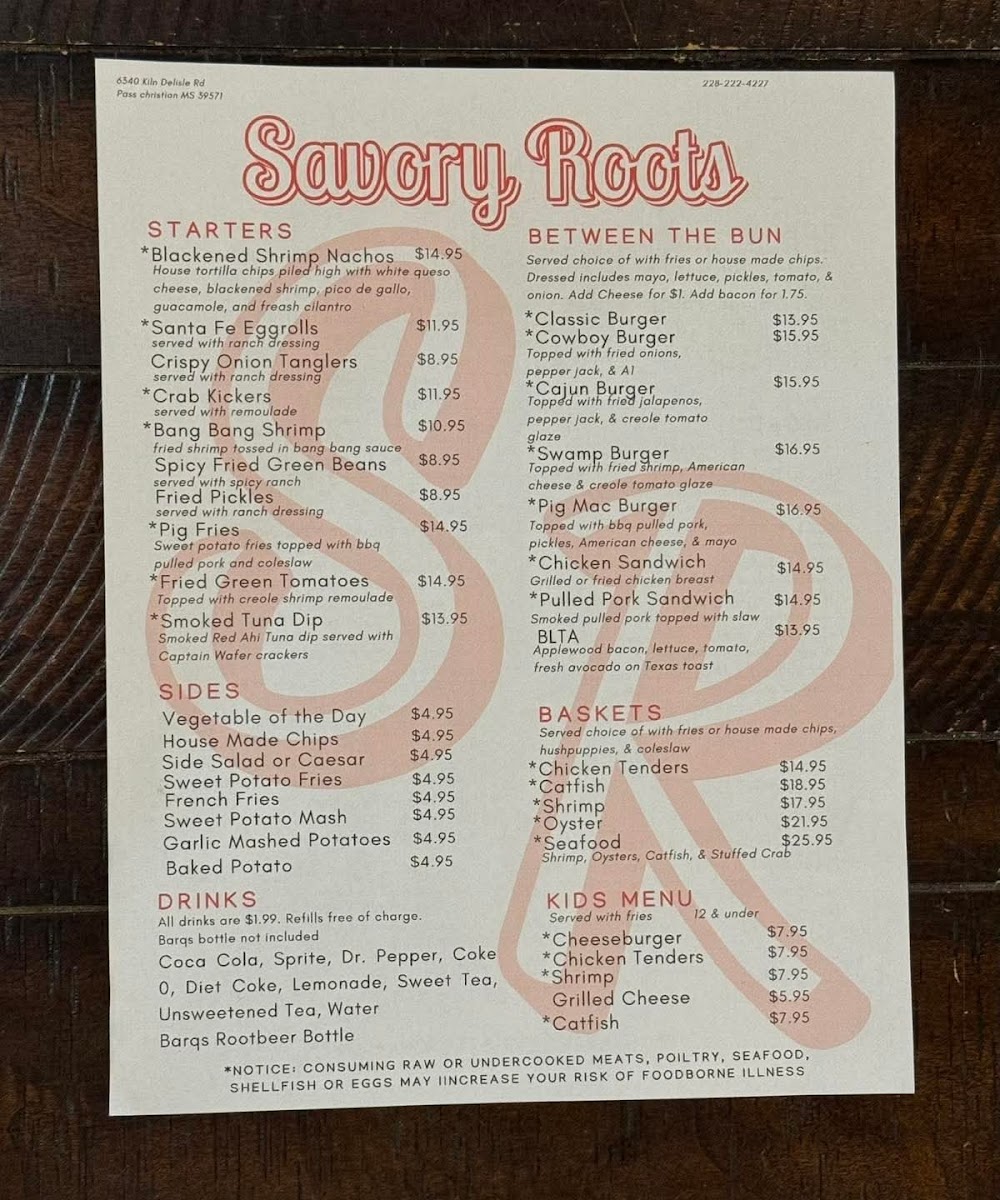 6340 Kiln Delisle Rd
Pass christian MS 39571
228-222-4227
Savory Roots
STARTERS
*Blackened Shrimp Nachos $14.95
House tortilla chips piled high with white queso
cheese, blackened shrimp, pico de gallo,
guacamole, and freash cilantro
*Santa Fe Eggrolls $11.95
served with ranch dressing
Crispy Onion Tanglers $8.95
served with ranch dressing
*Crab Kickers $11.95
served with remoulade
*Bang Bang Shrimp $10.95
fried shrimp tossed in bang bang sauce
Spicy Fried Green Beans $8.95
served with spicy ranch
Fried Pickles $8.95
served with ranch dressing
*Pig Fries $14.95
Sweet potato fries topped with bbq
pulled pork and coleslaw
*Fried Green Tomatoes $14.95
Topped with creole shrimp remoulade
*Smoked Tuna Dip $13.95
Smoked Red Ahi Tuna dip served with
Captain Wafer crackers
SIDES
Vegetable of the Day $4.95
House Made Chips $4.95
Side Salad or Caesar $4.95
Sweet Potato Fries $4.95
French Fries $4.95
Sweet Potato Mash $4.95
Garlic Mashed Potatoes $4.95
Baked Potato $4.95
DRINKS
All drinks are $1.99. Refills free of charge.
Barqs bottle not included
Coca Cola, Sprite, Dr. Pepper, Coke
0, Diet Coke, Lemonade, Sweet Tea,
Unsweetened Tea, Water
Barqs Rootbeer Bottle
BETWEEN THE BUN
Served choice of with fries or house made chips.
Dressed includes mayo, lettuce, pickles, tomato, &
onion. Add Cheese for $1. Add bacon for 1.75.
*Classic Burger $13.95
*Cowboy Burger $15.95
Topped with fried onions,
pepper jack, & A1
*Cajun Burger $15.95
Topped with fried jalapenos,
pepper jack, & creole tomato
glaze
*Swamp Burger $16.95
Topped with fried shrimp, American
cheese & creole tomato glaze
*Pig Mac Burger $16.95
Topped with bbq pulled pork,
pickles, American cheese, & mayo
*Chicken Sandwich $14.95
Grilled or fried chicken breast
*Pulled Pork Sandwich $14.95
Smoked pulled pork topped with slaw
BLTA $13.95
Applewood bacon, lettuce, tomato,
fresh avocado on Texas toast
BASKETS
Served choice of with fries or house made chips,
hushpuppies, & coleslaw
*Chicken Tenders $14.95
*Catfish $18.95
*Shrimp $17.95
*Oyster $21.95
*Seafood $25.95
Shrimp, Oysters, Catfish, & Stuffed Crab
KIDS MENU
Served with fries 12 & under
*Cheeseburger $7.95
*Chicken Tenders $7.95
*Shrimp $7.95
Grilled Cheese $5.95
*Catfish $7.95
*NOTICE: CONSUMING RAW OR UNDERCOOKED MEATS, POILTRY, SEAFOOD,
SHELLFISH OR EGGS MAY IINCREASE YOUR RISK OF FOODBORNE ILLNESS
SR